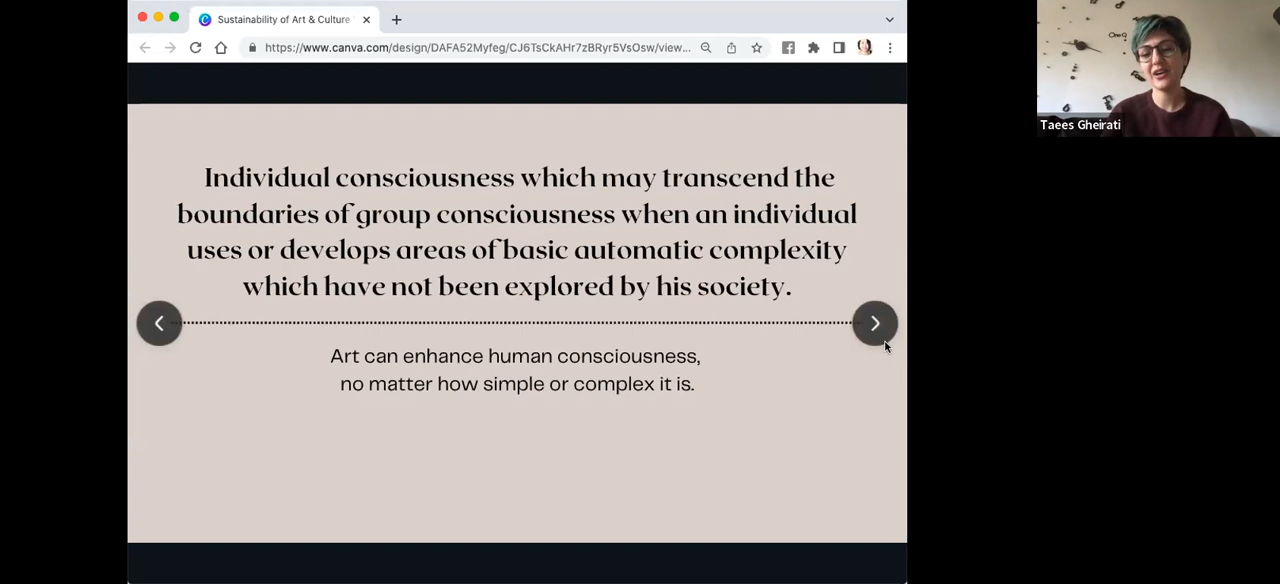 Sustainability of Art & Culture
https://www.canva.com/design/DAFA52Myfeg/CJ6TsCkAHr7zBRyr5VsOsw/view...
Individual consciousness which may transcend the
boundaries of group consciousness when an individual
uses or develops areas of basic automatic complexity
which have not been explored by his society.
Art can enhance human consciousness,
no matter how simple or complex it is.
Taees Gheirati